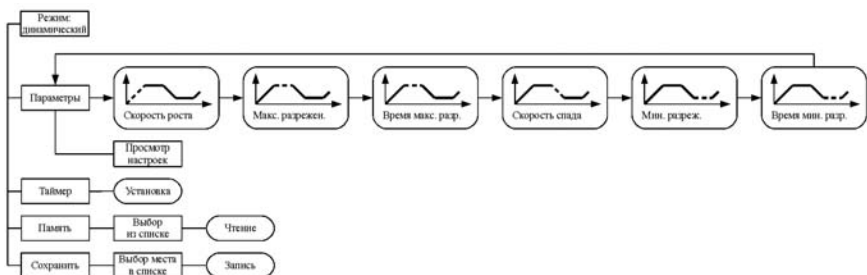 Режим:
динамический
Параметры
Скорость роста
Макс. разрежен.
Время макс. разр.
Скорость спада
Мин. разреж.
Время мин. разр.
Просмотр
настроек
Таймер
Установка
Память
Выбор
из списке
Чтение
Сохранить
Выбор места
в списке
Запись